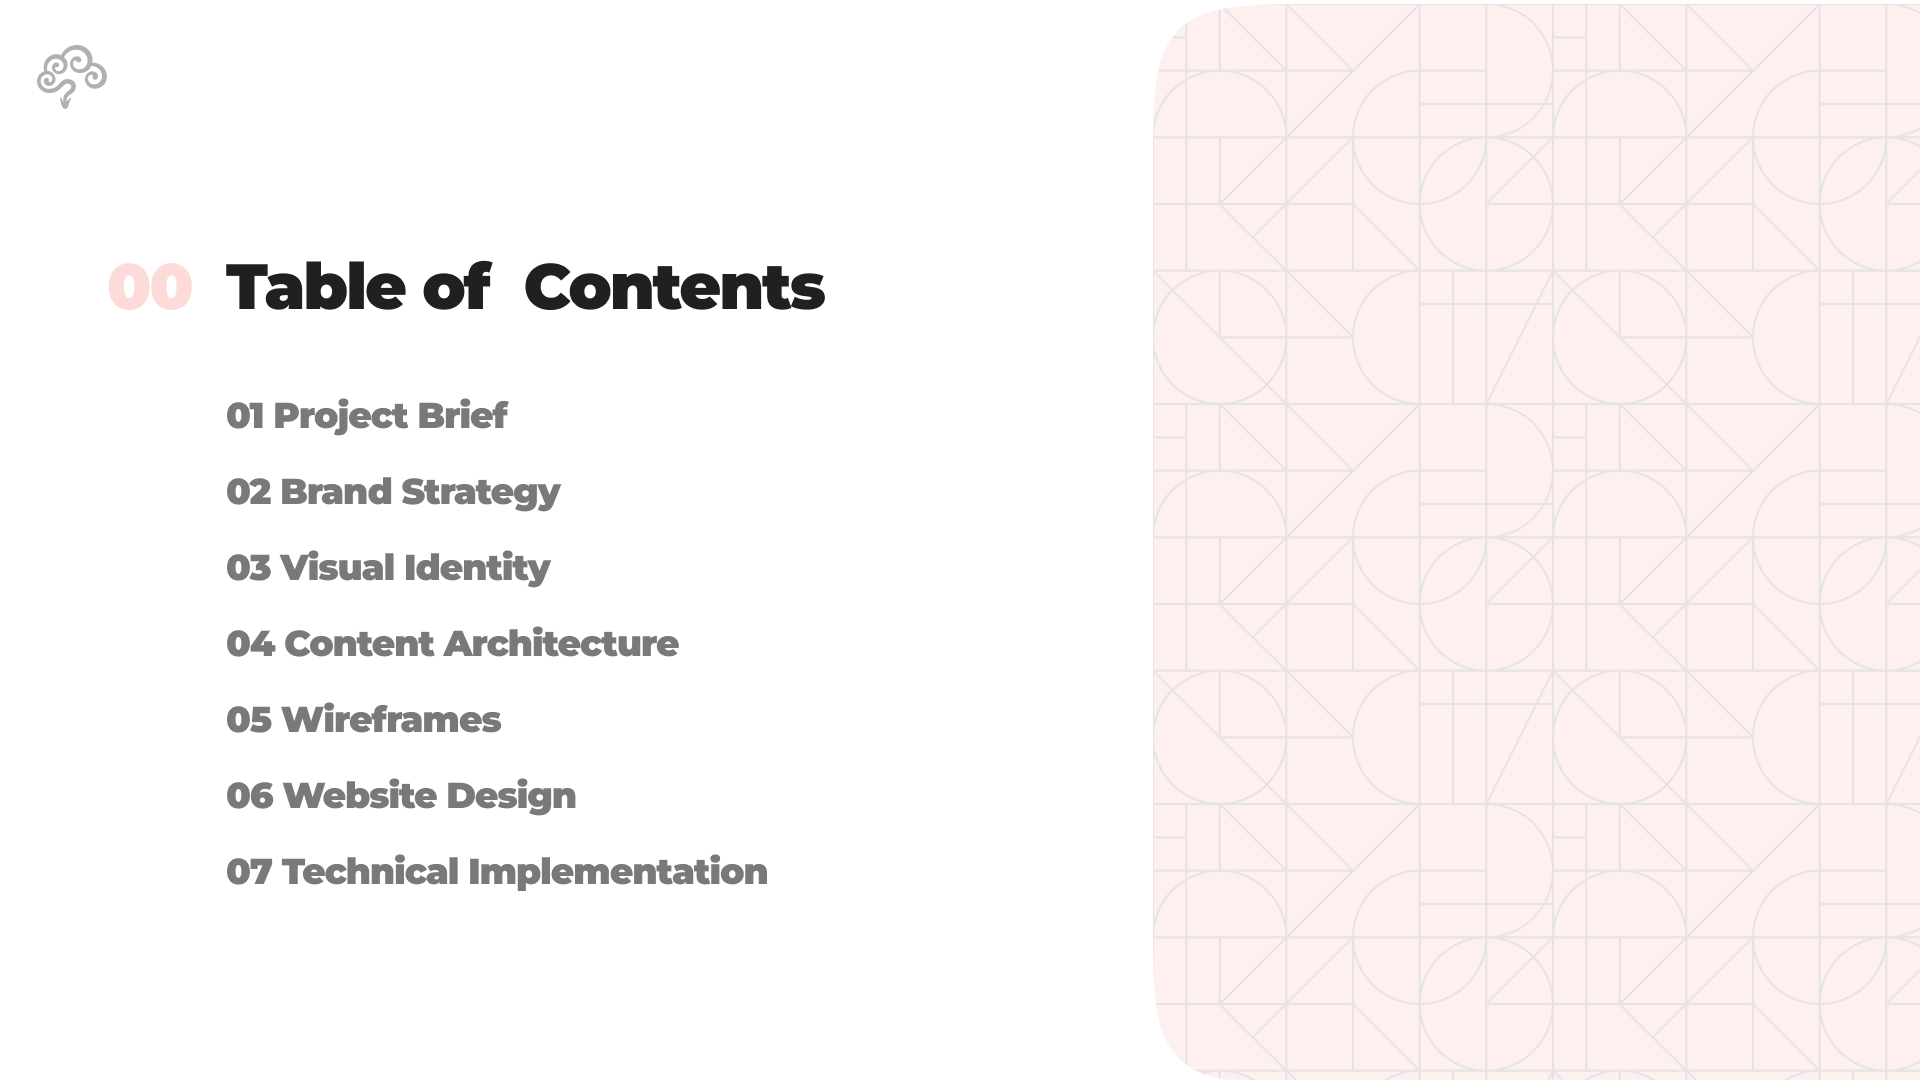 00 Table of Contents
01 Project Brief
02 Brand Strategy
03 Visual Identity
04 Content Architecture
05 Wireframes
06 Website Design
07 Technical Implementation